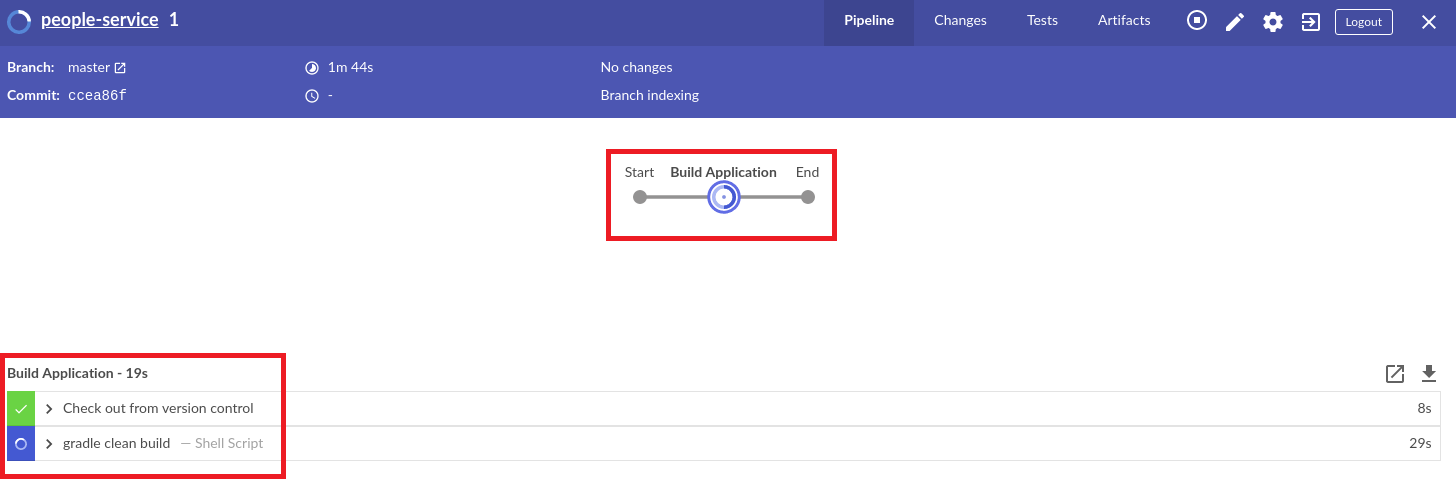 people-service 1 Pipeline Changes Tests Artifacts Logout
Branch: master 1m 44s No changes
Commit: ccea86f - Branch indexing
Start Build Application End
Build Application - 19s
Check out from version control 8s
gradle clean build — Shell Script 29s